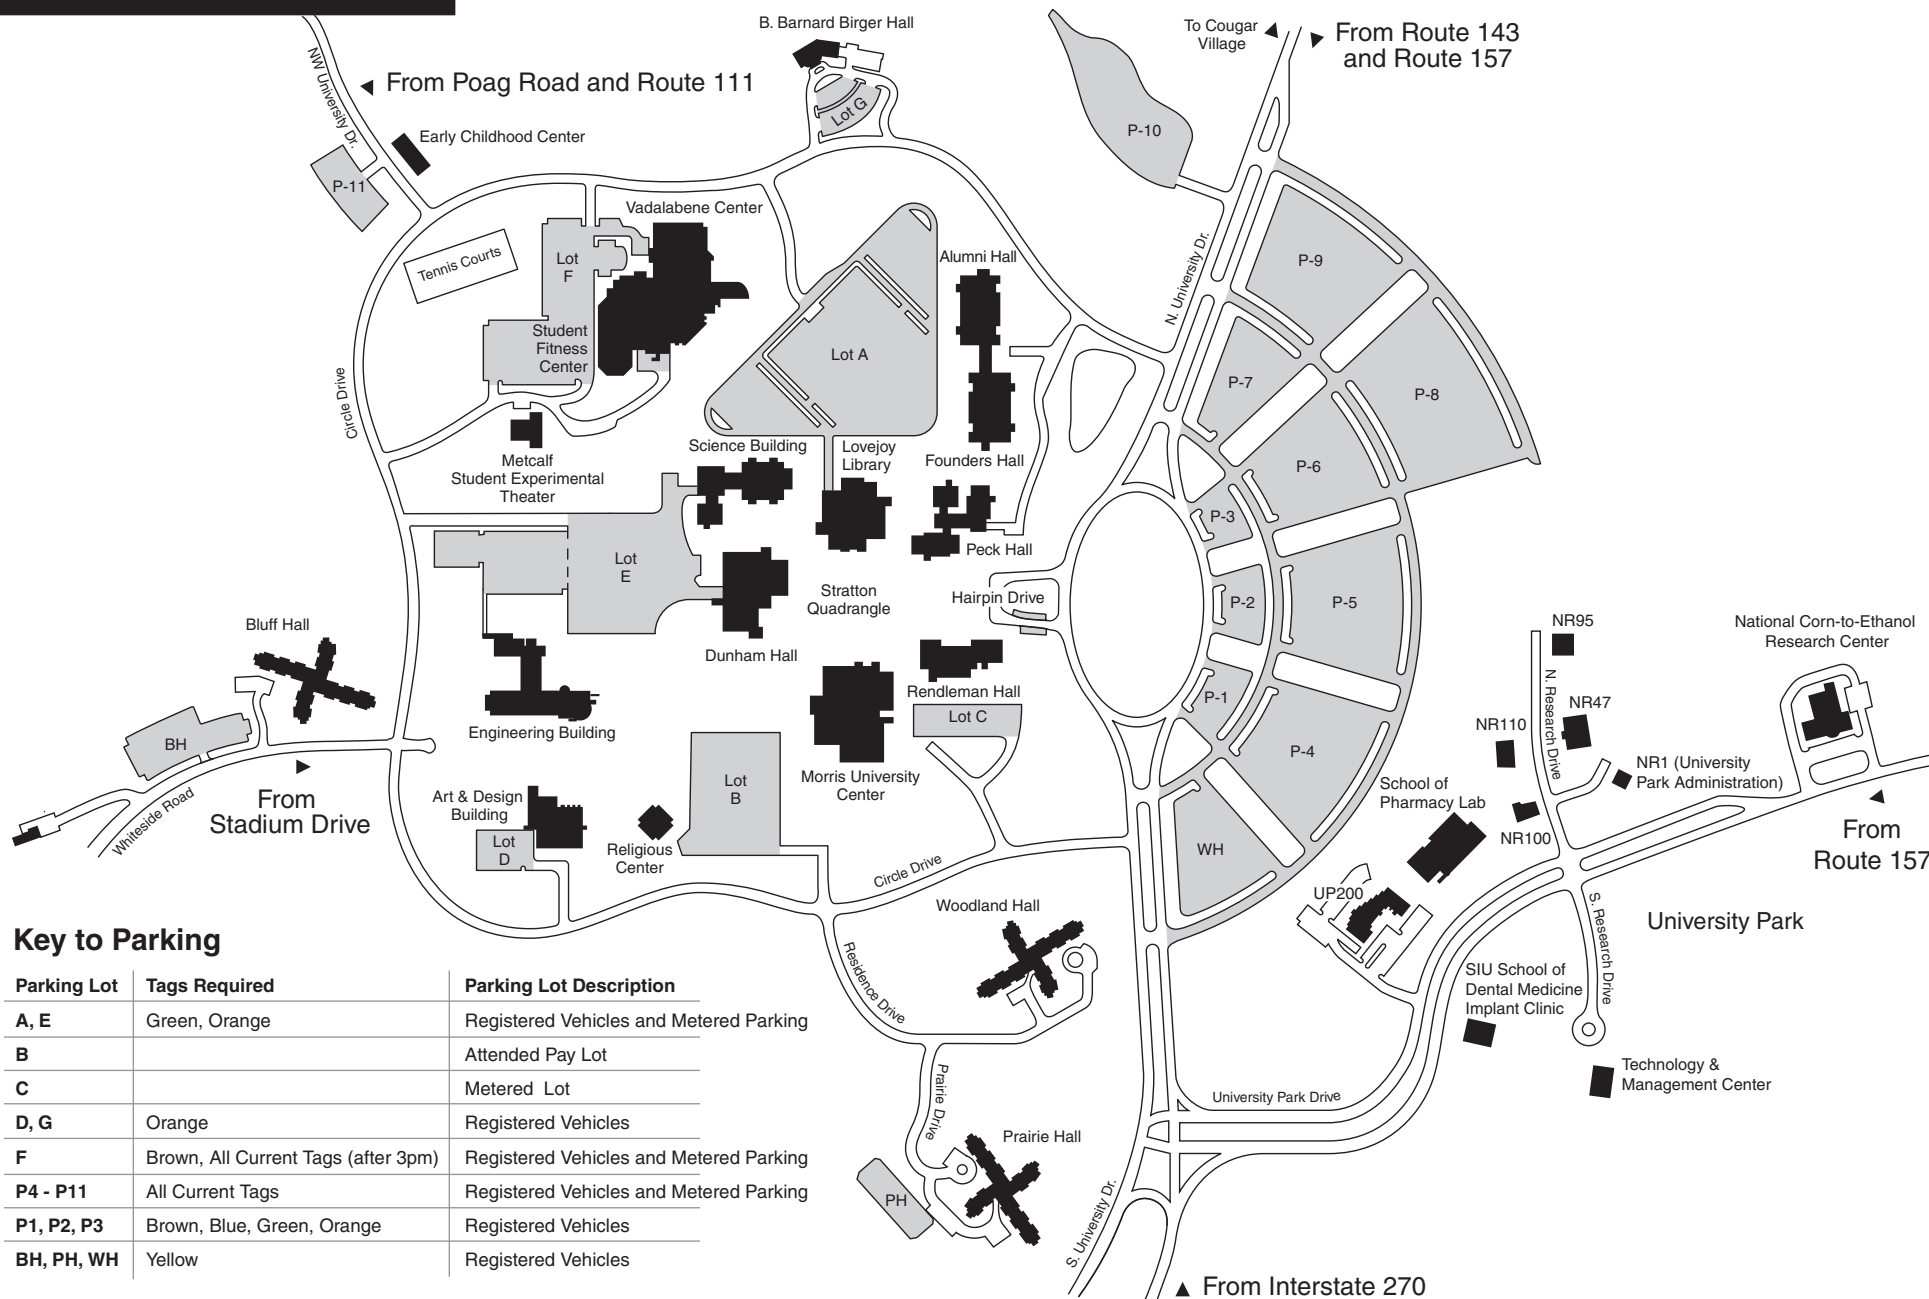 B. Barnard Birger Hall
To Cougar
Village
From Route 143
and Route 157
NW University Dr.
From Poag Road and Route 111
Lot G
Early Childhood Center
P-10
P-11
Vadalabene Center
Tennis Courts
Lot
F
Alumni Hall
N. University Dr.
P-9
Student
Fitness
Center
Lot A
P-7
P-8
Circle Drive
Metcalf
Student Experimental
Theater
Science Building
Lovejoy
Library
Founders Hall
P-6
P-3
Peck Hall
Lot
E
Stratton
Quadrangle
Hairpin Drive
P-2
P-5
Bluff Hall
Dunham Hall
NR95
National Corn-to-Ethanol
Research Center
Rendleman Hall
P-1
N. Research Drive
NR47
Lot C
BH
Engineering Building
NR110
P-4
NR1 (University
Park Administration)
Lot
B
Morris University
Center
School of
Pharmacy Lab
Art & Design
Building
From
Stadium Drive
Whiteside Road
Lot
D
Religious
Center
NR100
From
Route 157
WH
Circle Drive
UP200
Woodland Hall
S. Research Drive
University Park
Residence Drive
SIU School of
Dental Medicine
Implant Clinic
Technology &
Management Center
Prairie Drive
University Park Drive
Prairie Hall
PH
S. University Dr.
From Interstate 270
Key to Parking
Parking Lot Tags Required Parking Lot Description
A, E Green, Orange Registered Vehicles and Metered Parking
B Attended Pay Lot
C Metered Lot
D, G Orange Registered Vehicles
F Brown, All Current Tags (after 3pm) Registered Vehicles and Metered Parking
P4 - P11 All Current Tags Registered Vehicles and Metered Parking
P1, P2, P3 Brown, Blue, Green, Orange Registered Vehicles
BH, PH, WH Yellow Registered Vehicles